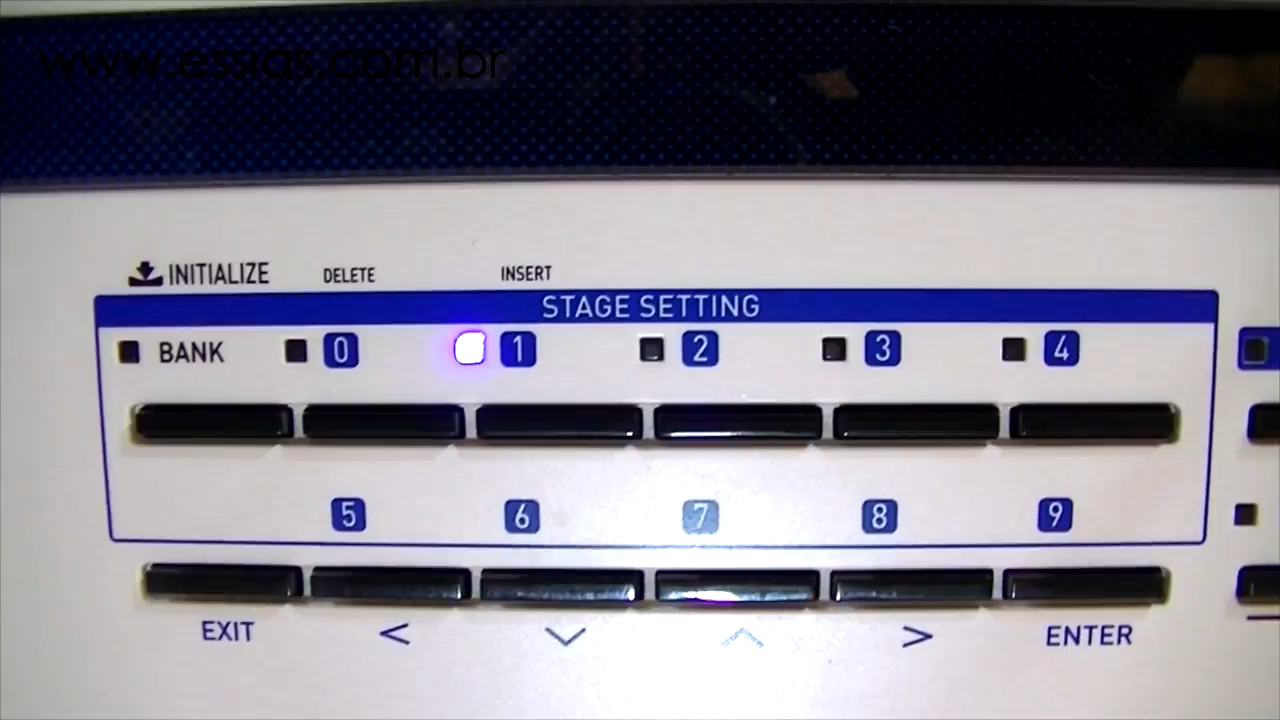 www.essias.com.br
INITIALIZE DELETE INSERT
STAGE SETTING
BANK 0 1 2 3 4
5 6 7 8 9
EXIT < > ENTER